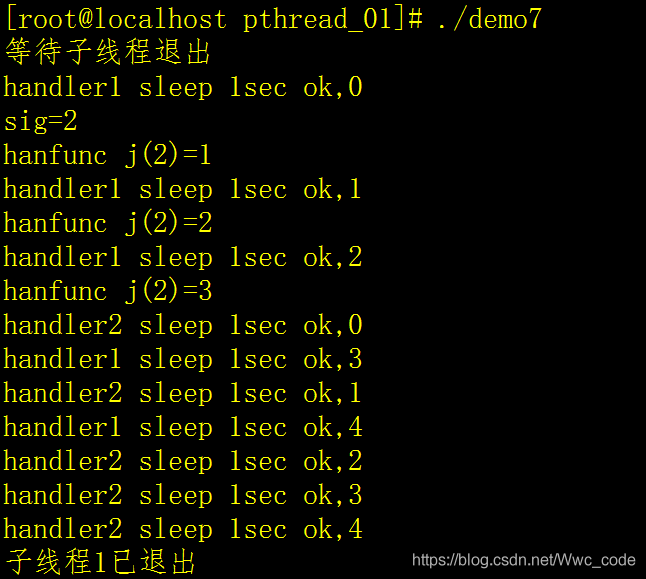 [root@localhost pthread_01]# ./demo7
等待子线程退出
handler1 sleep 1sec ok,0
sig=2
hanfunc j(2)=1
handler1 sleep 1sec ok,1
hanfunc j(2)=2
handler1 sleep 1sec ok,2
hanfunc j(2)=3
handler2 sleep 1sec ok,0
handler1 sleep 1sec ok,3
handler2 sleep 1sec ok,1
handler1 sleep 1sec ok,4
handler2 sleep 1sec ok,2
handler2 sleep 1sec ok,3
handler2 sleep 1sec ok,4
子线程1已退出
https://blog.csdn.net/Wwc_code